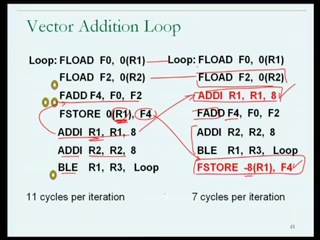 Vector Addition Loop
Loop: FLOAD F0, 0(R1)
FLOAD F2, 0(R2)
FADD F4, F0, F2
FSTORE 0(R1), F4
ADDI R1, R1, 8
ADDI R2, R2, 8
BLE R1, R3, Loop
11 cycles per iteration
Loop: FLOAD F0, 0(R1)
FLOAD F2, 0(R2)
ADDI R1, R1, 8
FADD F4, F0, F2
ADDI R2, R2, 8
BLE R1, R3, Loop
FSTORE -8(R1), F4
7 cycles per iteration